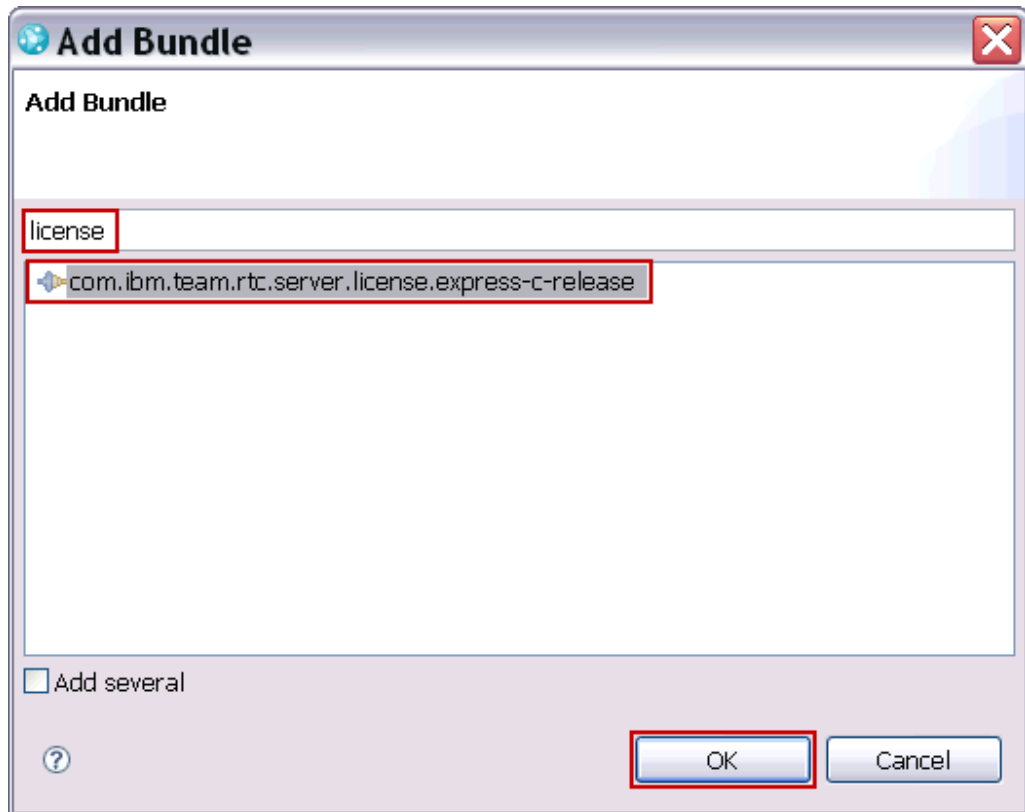 Add Bundle
Add Bundle
license
com.ibm.team.rtc.server.license.express-c-release
Add several
?
OK
Cancel